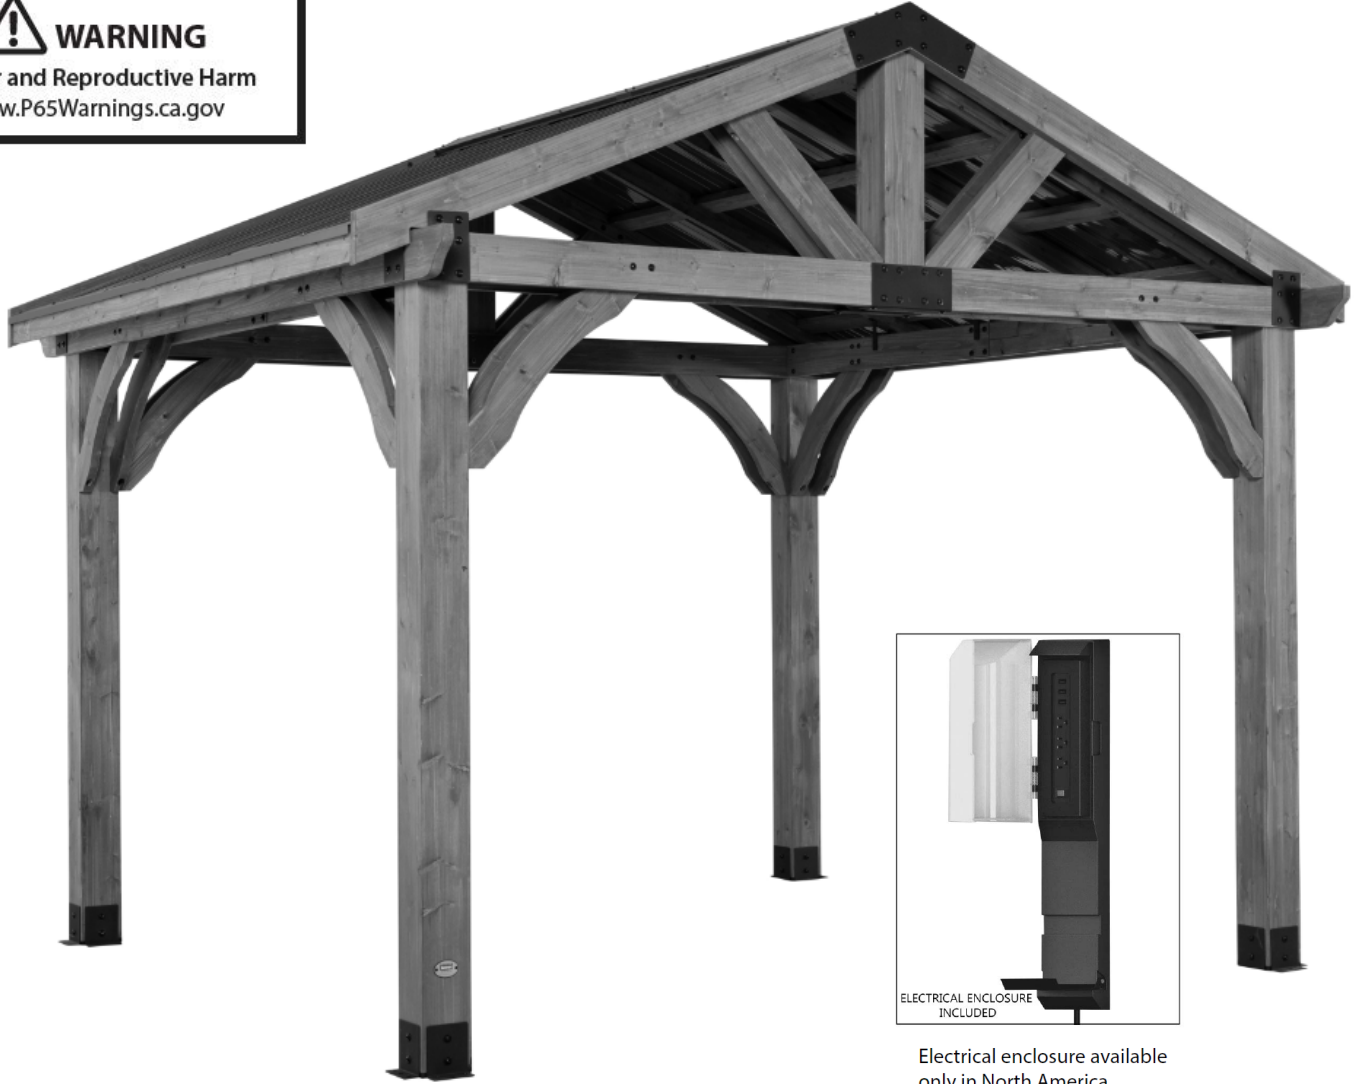 WARNING
and Reproductive Harm
w.P65Warnings.ca.gov
ELECTRICAL ENCLOSURE
INCLUDED
Electrical enclosure available
only in North America